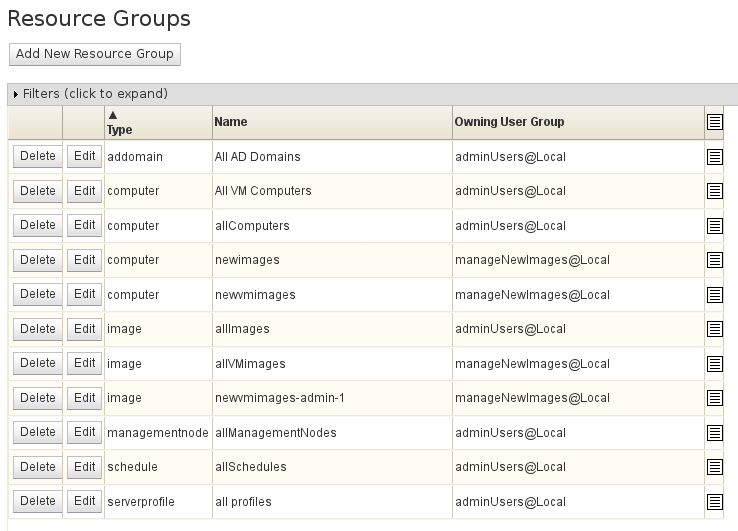 Resource Groups
Add New Resource Group
Filters (click to expand)
▲
Type Name Owning User Group
Delete Edit addomain All AD Domains adminUsers@Local
Delete Edit computer All VM Computers adminUsers@Local
Delete Edit computer allComputers adminUsers@Local
Delete Edit computer newimages manageNewImages@Local
Delete Edit computer newvmimages manageNewImages@Local
Delete Edit image allImages adminUsers@Local
Delete Edit image allVMimages manageNewImages@Local
Delete Edit image newvmimages-admin-1 manageNewImages@Local
Delete Edit managementnode allManagementNodes adminUsers@Local
Delete Edit schedule allSchedules adminUsers@Local
Delete Edit serverprofile all profiles adminUsers@Local